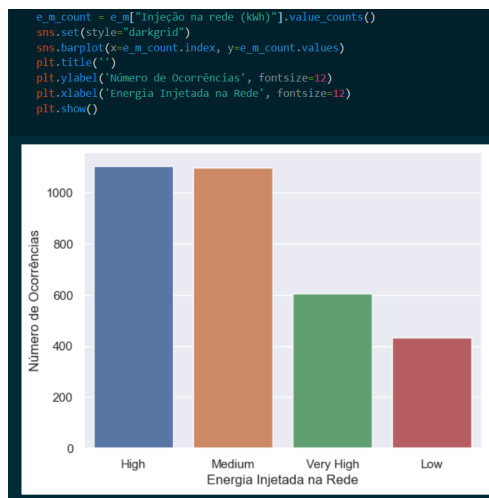 e_m_count = e_m["Injeção na rede (kWh)"].value_counts()
sns.set(style="darkgrid")
sns.barplot(x=e_m_count.index, y=e_m_count.values)
plt.title('')
plt.ylabel('Número de Ocorrências', fontsize=12)
plt.xlabel('Energia Injetada na Rede', fontsize=12)
plt.show()
Número de Ocorrências
1000
800
600
400
200
0
High Medium Very High Low
Energia Injetada na Rede